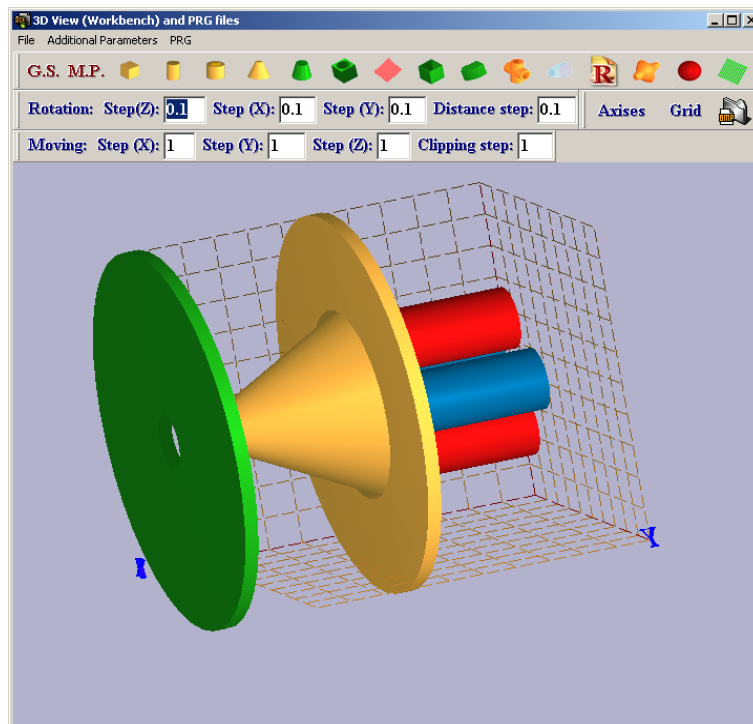 3D View (Workbench) and PRG files
File Additional Parameters PRG
G.S. M.P. R
Rotation: Step(Z): 0.1 Step (X): 0.1 Step (Y): 0.1 Distance step: 0.1 Axises Grid BMP
Moving: Step (X): 1 Step (Y): 1 Step (Z): 1 Clipping step: 1